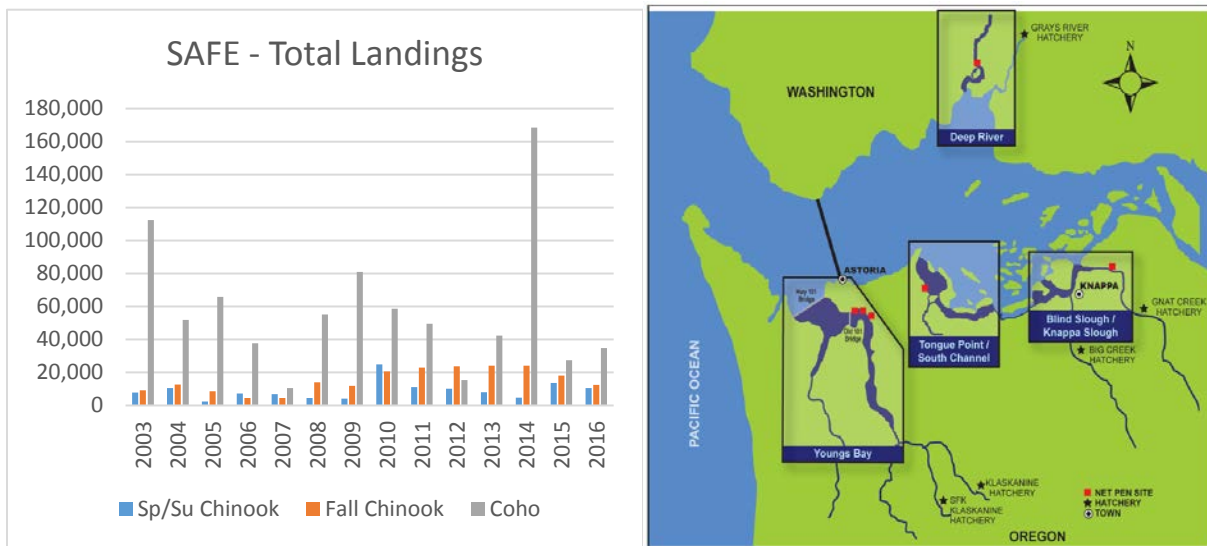 SAFE - Total Landings
180,000
160,000
140,000
120,000
100,000
80,000
60,000
40,000
20,000
0
2003
2004
2005
2006
2007
2008
2009
2010
2011
2012
2013
2014
2015
2016
Sp/Su Chinook
Fall Chinook
Coho
GRAYS RIVER
HATCHERY
N
WASHINGTON
Deep River
ASTORIA
Hwy 101
Bridge
Old 101
Bridge
Youngs Bay
Tongue Point /
South Channel
KNAPPA
Blind Slough /
Knappa Slough
GNAT CREEK
HATCHERY
BIG CREEK
HATCHERY
PACIFIC OCEAN
KLASKANINE
HATCHERY
SFK
KLASKANINE
HATCHERY
NET PEN SITE
HATCHERY
TOWN
OREGON